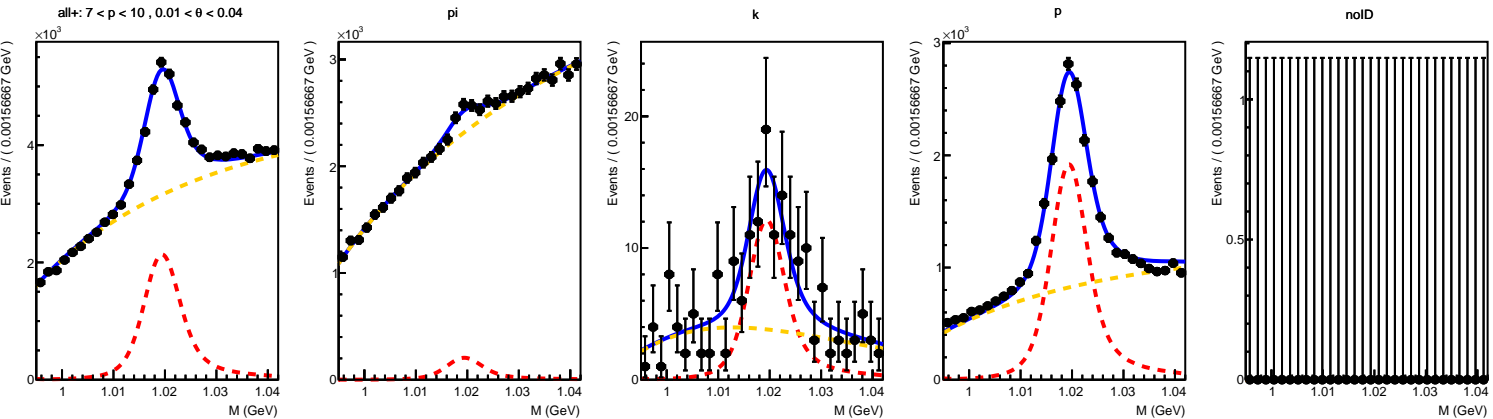 all+: 7 < p < 10 , 0.01 < θ < 0.04
×10³
Events / ( 0.00156667 GeV )
4
2
0
1 1.01 1.02 1.03 1.04
M (GeV)
pi
×10³
Events / ( 0.00156667 GeV )
3
2
1
0
1 1.01 1.02 1.03 1.04
M (GeV)
k
Events / ( 0.00156667 GeV )
20
10
0
1 1.01 1.02 1.03 1.04
M (GeV)
p
×10³
Events / ( 0.00156667 GeV )
3
2
1
0
1 1.01 1.02 1.03 1.04
M (GeV)
noID
Events / ( 0.00156667 GeV )
1
0.5
0
1 1.01 1.02 1.03 1.04
M (GeV)